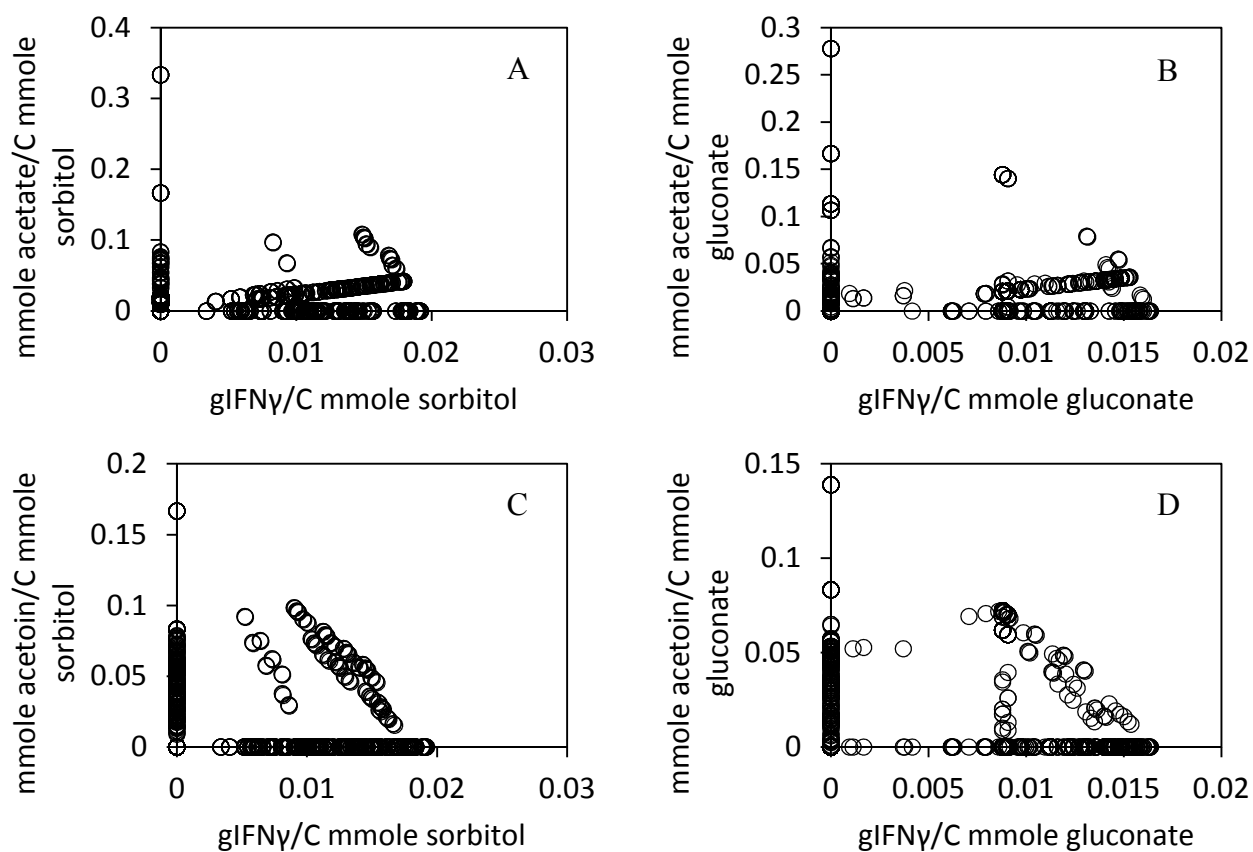 A
mmole acetate/C mmole
sorbitol
0.4
0.3
0.2
0.1
0
0
0.01
0.02
0.03
gIFNγ/C mmole sorbitol
B
mmole acetate/C mmole
gluconate
0.3
0.25
0.2
0.15
0.1
0.05
0
0
0.005
0.01
0.015
0.02
gIFNγ/C mmole gluconate
C
mmole acetoin/C mmole
sorbitol
0.2
0.15
0.1
0.05
0
0
0.01
0.02
0.03
gIFNγ/C mmole sorbitol
D
mmole acetoin/C mmole
gluconate
0.15
0.1
0.05
0
0
0.005
0.01
0.015
0.02
gIFNγ/C mmole gluconate